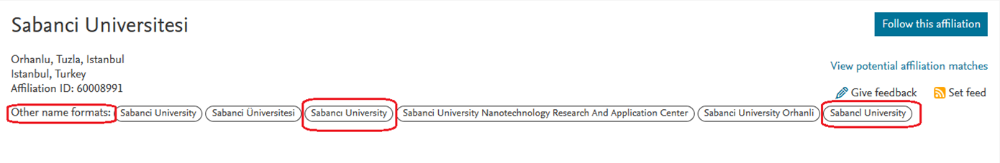 Sabanci Universitesi
Follow this affiliation
Orhanlu, Tuzla, Istanbul
Istanbul, Turkey
View potential affiliation matches
Affiliation ID: 60008991
Give feedback Set feed
Other name formats: Sabanci University Sabanci Üniversitesi Sabancı University Sabanci University Nanotechnology Research And Application Center Sabanci University Orhanli Sabancl University